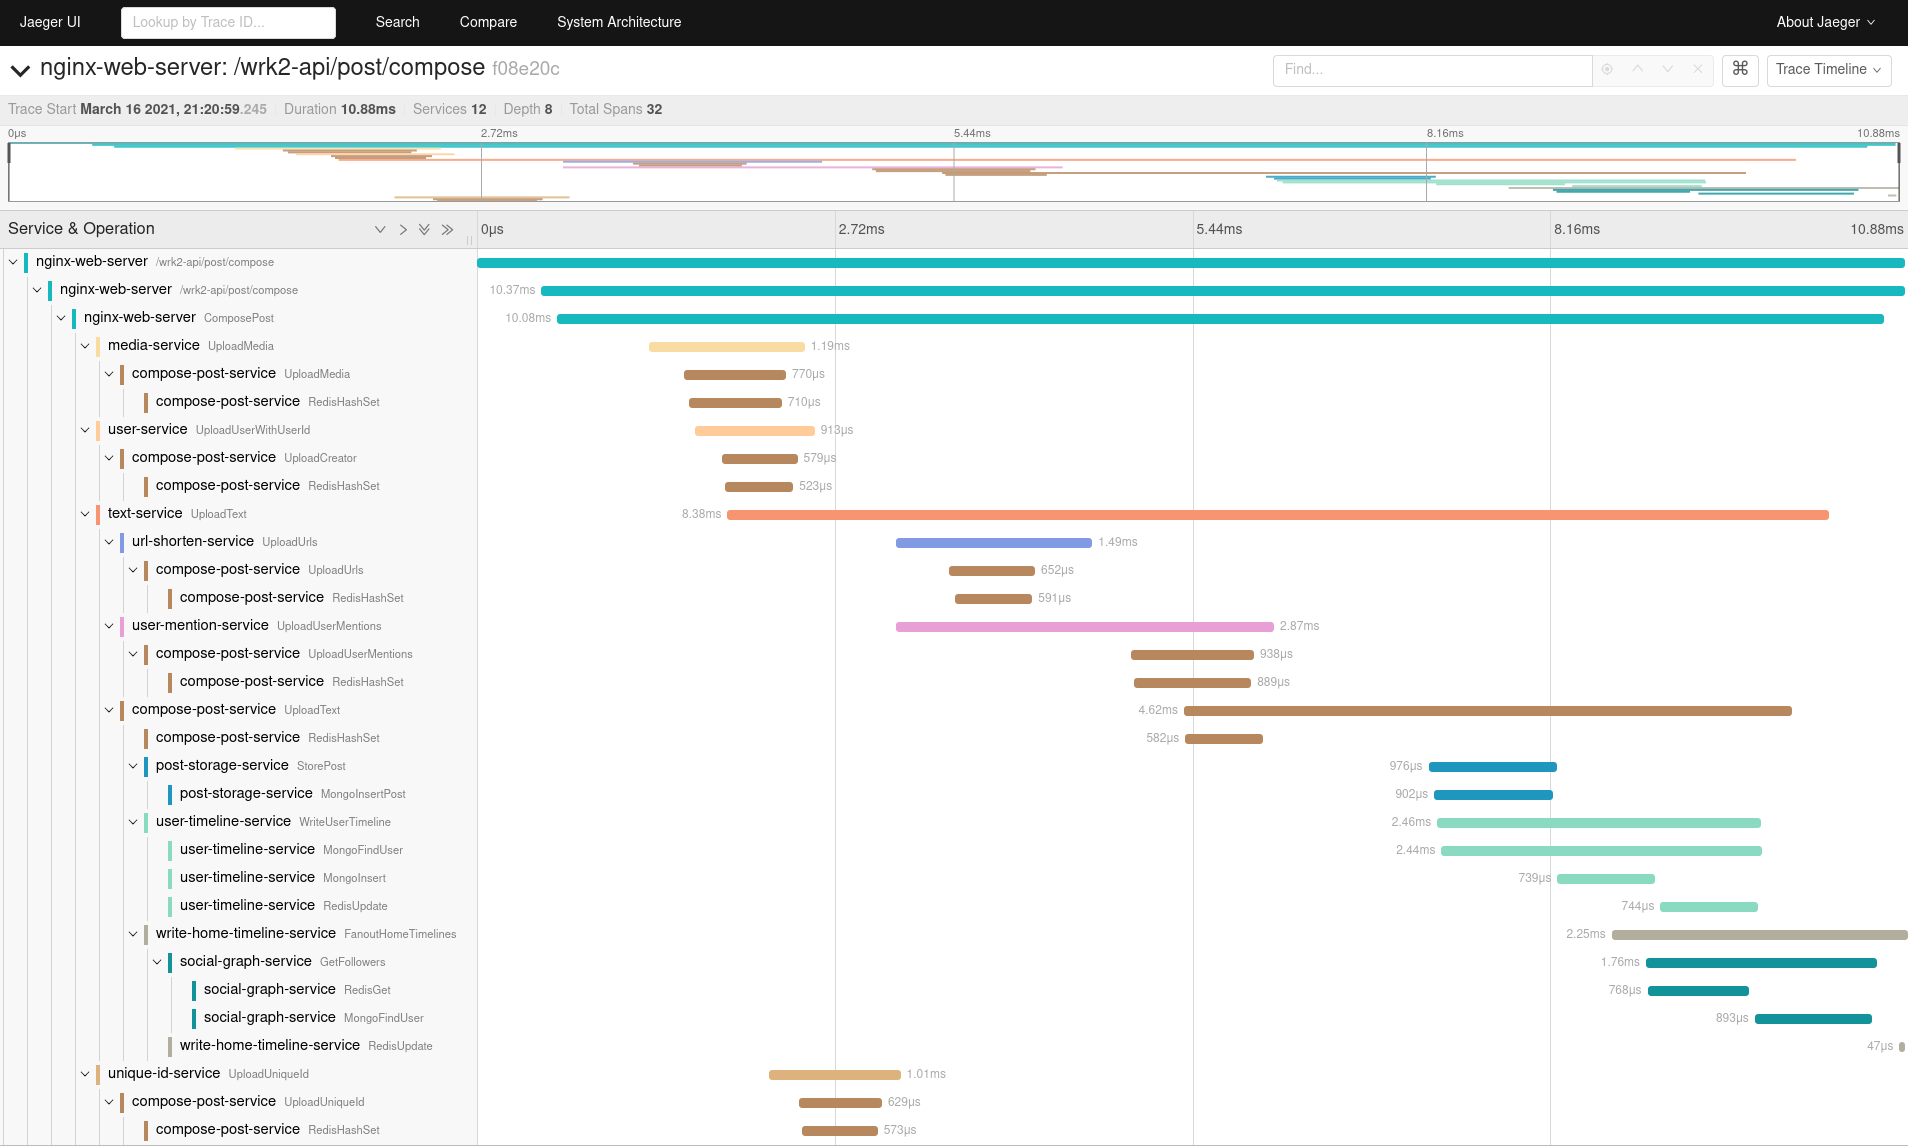 Jaeger UI Lookup by Trace ID... Search Compare System Architecture About Jaeger
nginx-web-server: /wrk2-api/post/compose f08e20c Find... ⌘ Trace Timeline
Trace Start March 16 2021, 21:20:59.245 Duration 10.88ms Services 12 Depth 8 Total Spans 32
0μs 2.72ms 5.44ms 8.16ms 10.88ms
Service & Operation 0μs 2.72ms 5.44ms 8.16ms 10.88ms
nginx-web-server /wrk2-api/post/compose
nginx-web-server /wrk2-api/post/compose 10.37ms
nginx-web-server ComposePost 10.08ms
media-service UploadMedia 1.19ms
compose-post-service UploadMedia 770μs
compose-post-service RedisHashSet 710μs
user-service UploadUserWithUserId 913μs
compose-post-service UploadCreator 579μs
compose-post-service RedisHashSet 523μs
text-service UploadText 8.38ms
url-shorten-service UploadUrls 1.49ms
compose-post-service UploadUrls 652μs
compose-post-service RedisHashSet 591μs
user-mention-service UploadUserMentions 2.87ms
compose-post-service UploadUserMentions 938μs
compose-post-service RedisHashSet 889μs
compose-post-service UploadText 4.62ms
compose-post-service RedisHashSet 582μs
post-storage-service StorePost 976μs
post-storage-service MongoInsertPost 902μs
user-timeline-service WriteUserTimeline 2.46ms
user-timeline-service MongoFindUser 2.44ms
user-timeline-service MongoInsert 739μs
user-timeline-service RedisUpdate 744μs
write-home-timeline-service FanoutHomeTimelines 2.25ms
social-graph-service GetFollowers 1.76ms
social-graph-service RedisGet 768μs
social-graph-service MongoFindUser 893μs
write-home-timeline-service RedisUpdate 47μs
unique-id-service UploadUniqueId 1.01ms
compose-post-service UploadUniqueId 629μs
compose-post-service RedisHashSet 573μs